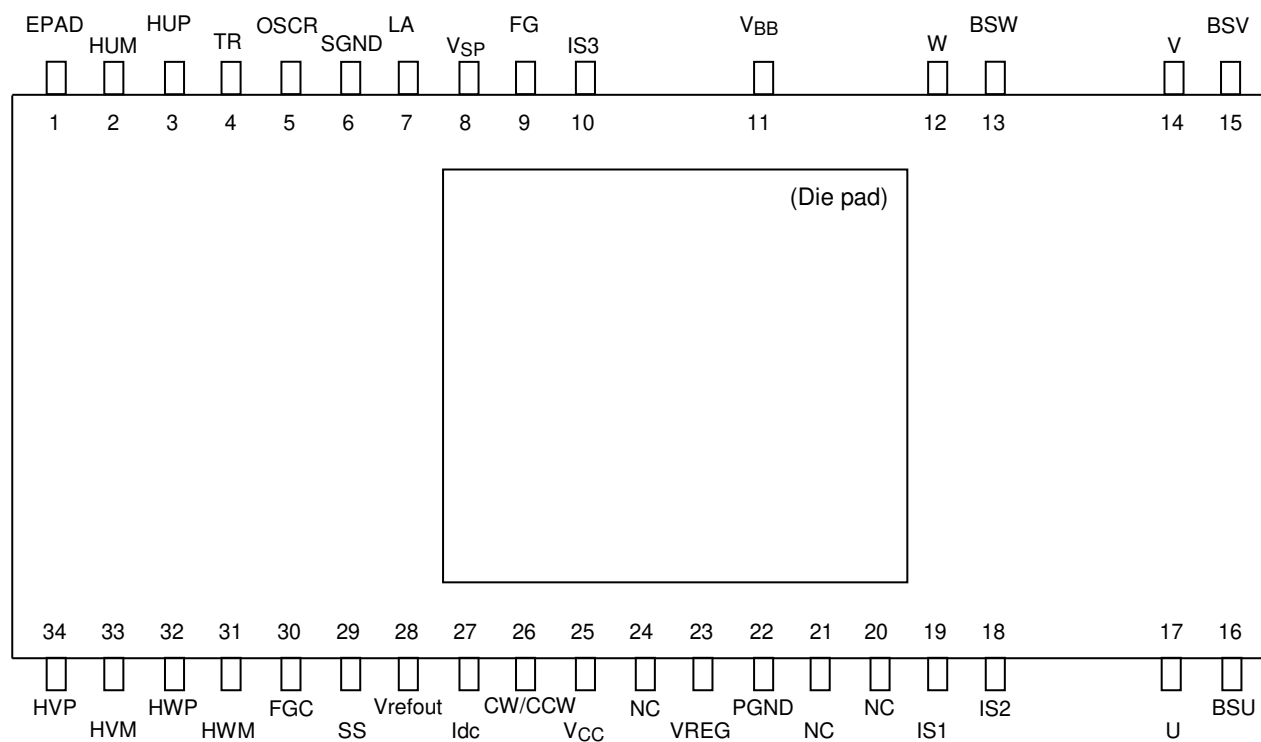 EPAD HUM HUP TR OSCR SGND LA VSP FG IS3 VBB W BSW V BSV
1 2 3 4 5 6 7 8 9 10 11 12 13 14 15
(Die pad)
34 33 32 31 30 29 28 27 26 25 24 23 22 21 20 19 18 17 16
HVP HVM HWP HWM FGC SS Vrefout Idc CW/CCW VCC NC VREG PGND NC NC IS1 IS2 U BSU